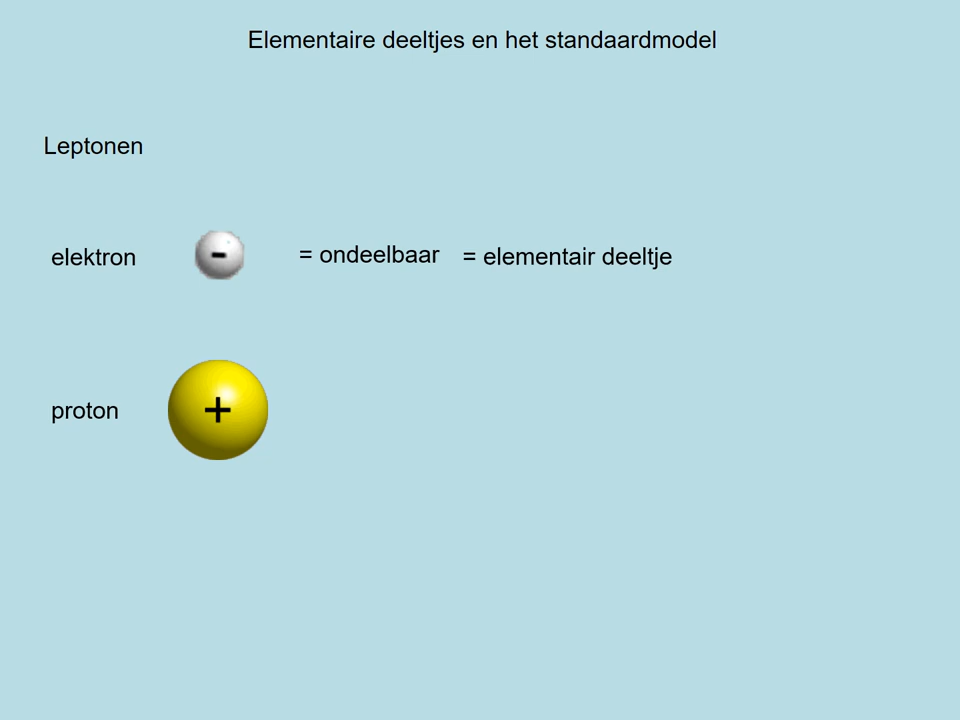 Elementaire deeltjes en het standaardmodel
Leptonen
elektron - = ondeelbaar = elementair deeltje
proton +